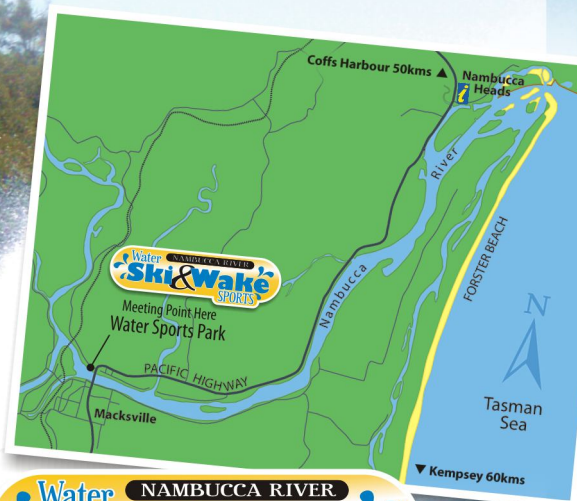 Coffs Harbour 50kms ▲
Nambucca
Heads
i
River
Nambucca
FORSTER BEACH
N
Water NAMBUCCA RIVER
Ski & Wake
SPORTS
Meeting Point Here
Water Sports Park
PACIFIC HIGHWAY
Macksville
Tasman
Sea
▼ Kempsey 60kms
Water NAMBUCCA RIVER